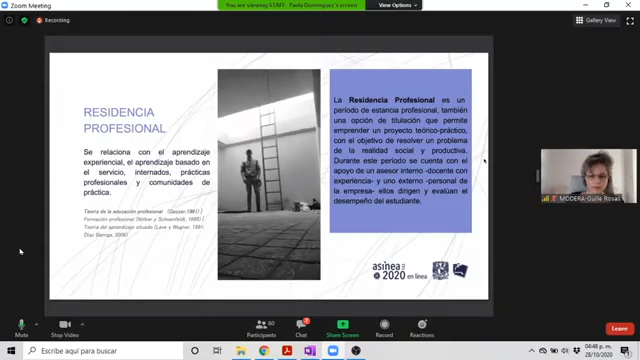 Zoom Meeting
You are viewing STAFF - Paula Dominguez's screen
View Options
Recording
Gallery View
RESIDENCIA
PROFESIONAL
Se relaciona con el aprendizaje
experiencial, el aprendizaje basado en
el servicio, internados, prácticas
profesionales y comunidades de
práctica.
Teoría de la educación profesional (Gozzer,1961) |
Formación profesional (Volker y Schoenfeldt, 1985) |
Teoría del aprendizaje situado (Lave y Wagner, 1991;
Díaz Barriga, 2006)
La Residencia Profesional es un
período de estancia profesional, también
una opción de titulación que permite
emprender un proyecto teórico-práctico,
con el objetivo de resolver un problema
de la realidad social y productiva.
Durante este período se cuenta con el
apoyo de un asesor interno -docente
con experiencia- y uno externo -personal de
la empresa- ellos dirigen y evalúan el
desempeño del estudiante.
asinea
2020 en línea
MODERA-Guille Rosas
Mute
Stop Video
60
Participants
Chat
Share Screen
Record
Reactions
Leave
Escribe aquí para buscar
04:48 p. m.
28/10/2020